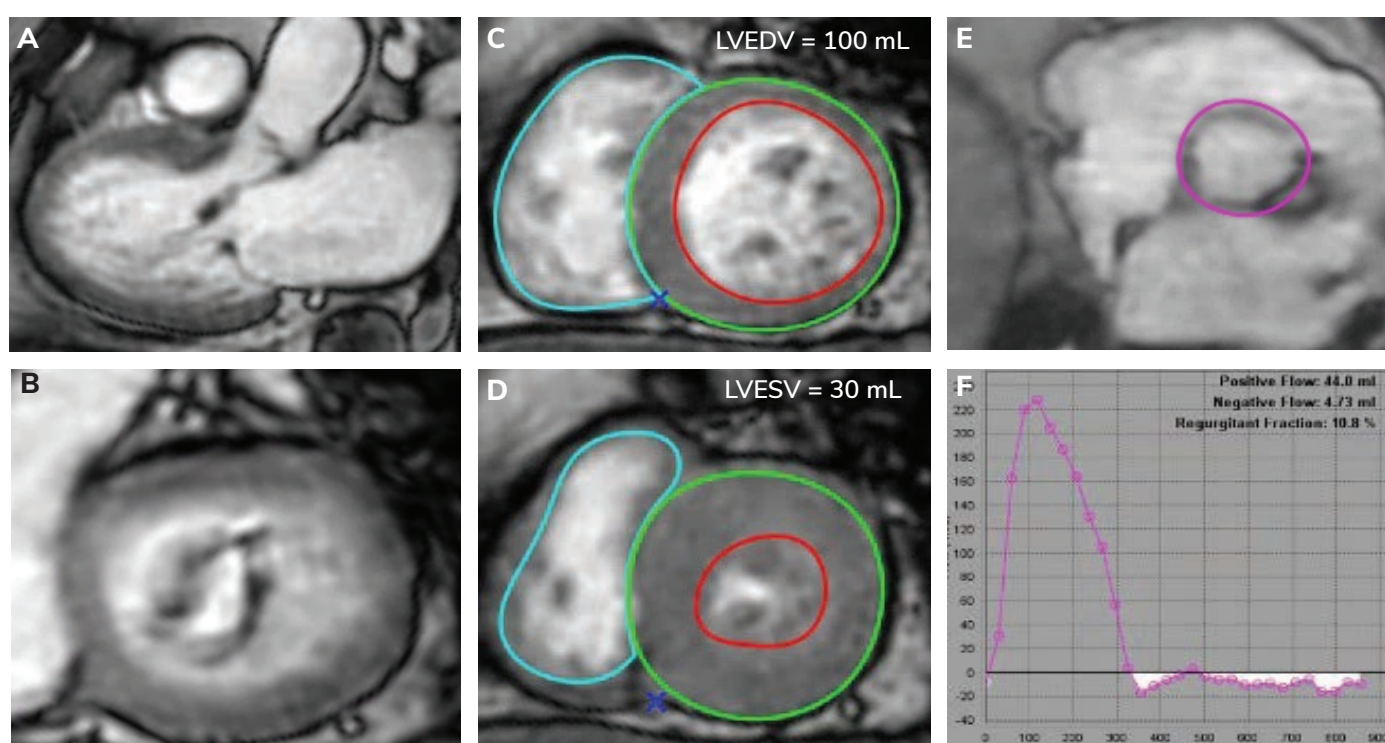 A
C
LVEDV = 100 mL
E
B
D
LVESV = 30 mL
F
Positive Flow: 44.0 ml
Negative Flow: 4.73 ml
Regurgitant Fraction: 10.8 %
220
200
180
160
140
120
100
80
60
40
20
0
-20
-40
0 100 200 300 400 500 600 700 800 900